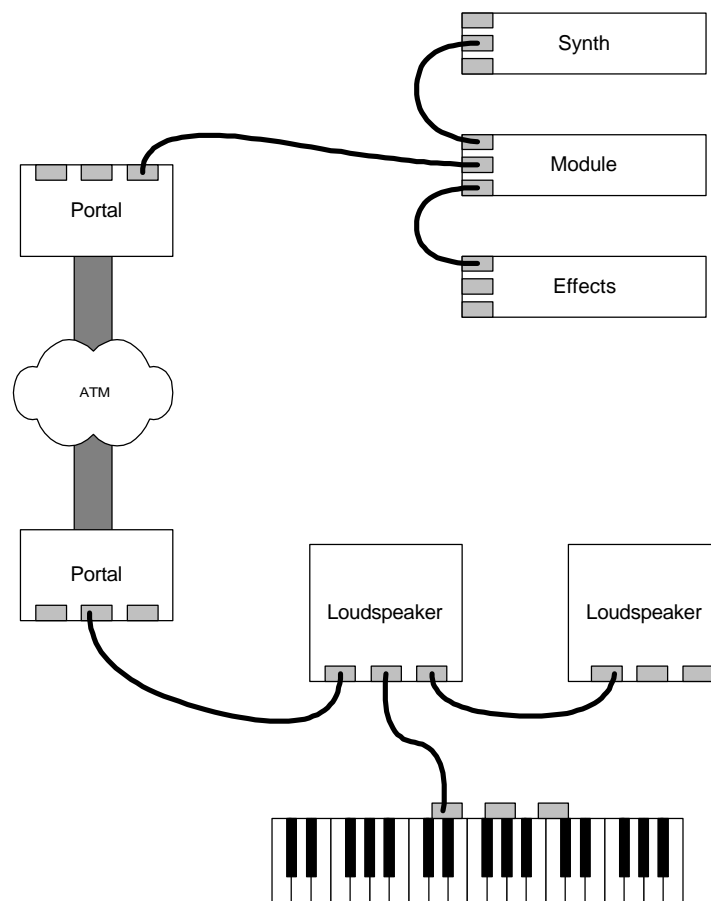 Synth
Module
Portal
Effects
ATM
Portal
Loudspeaker
Loudspeaker